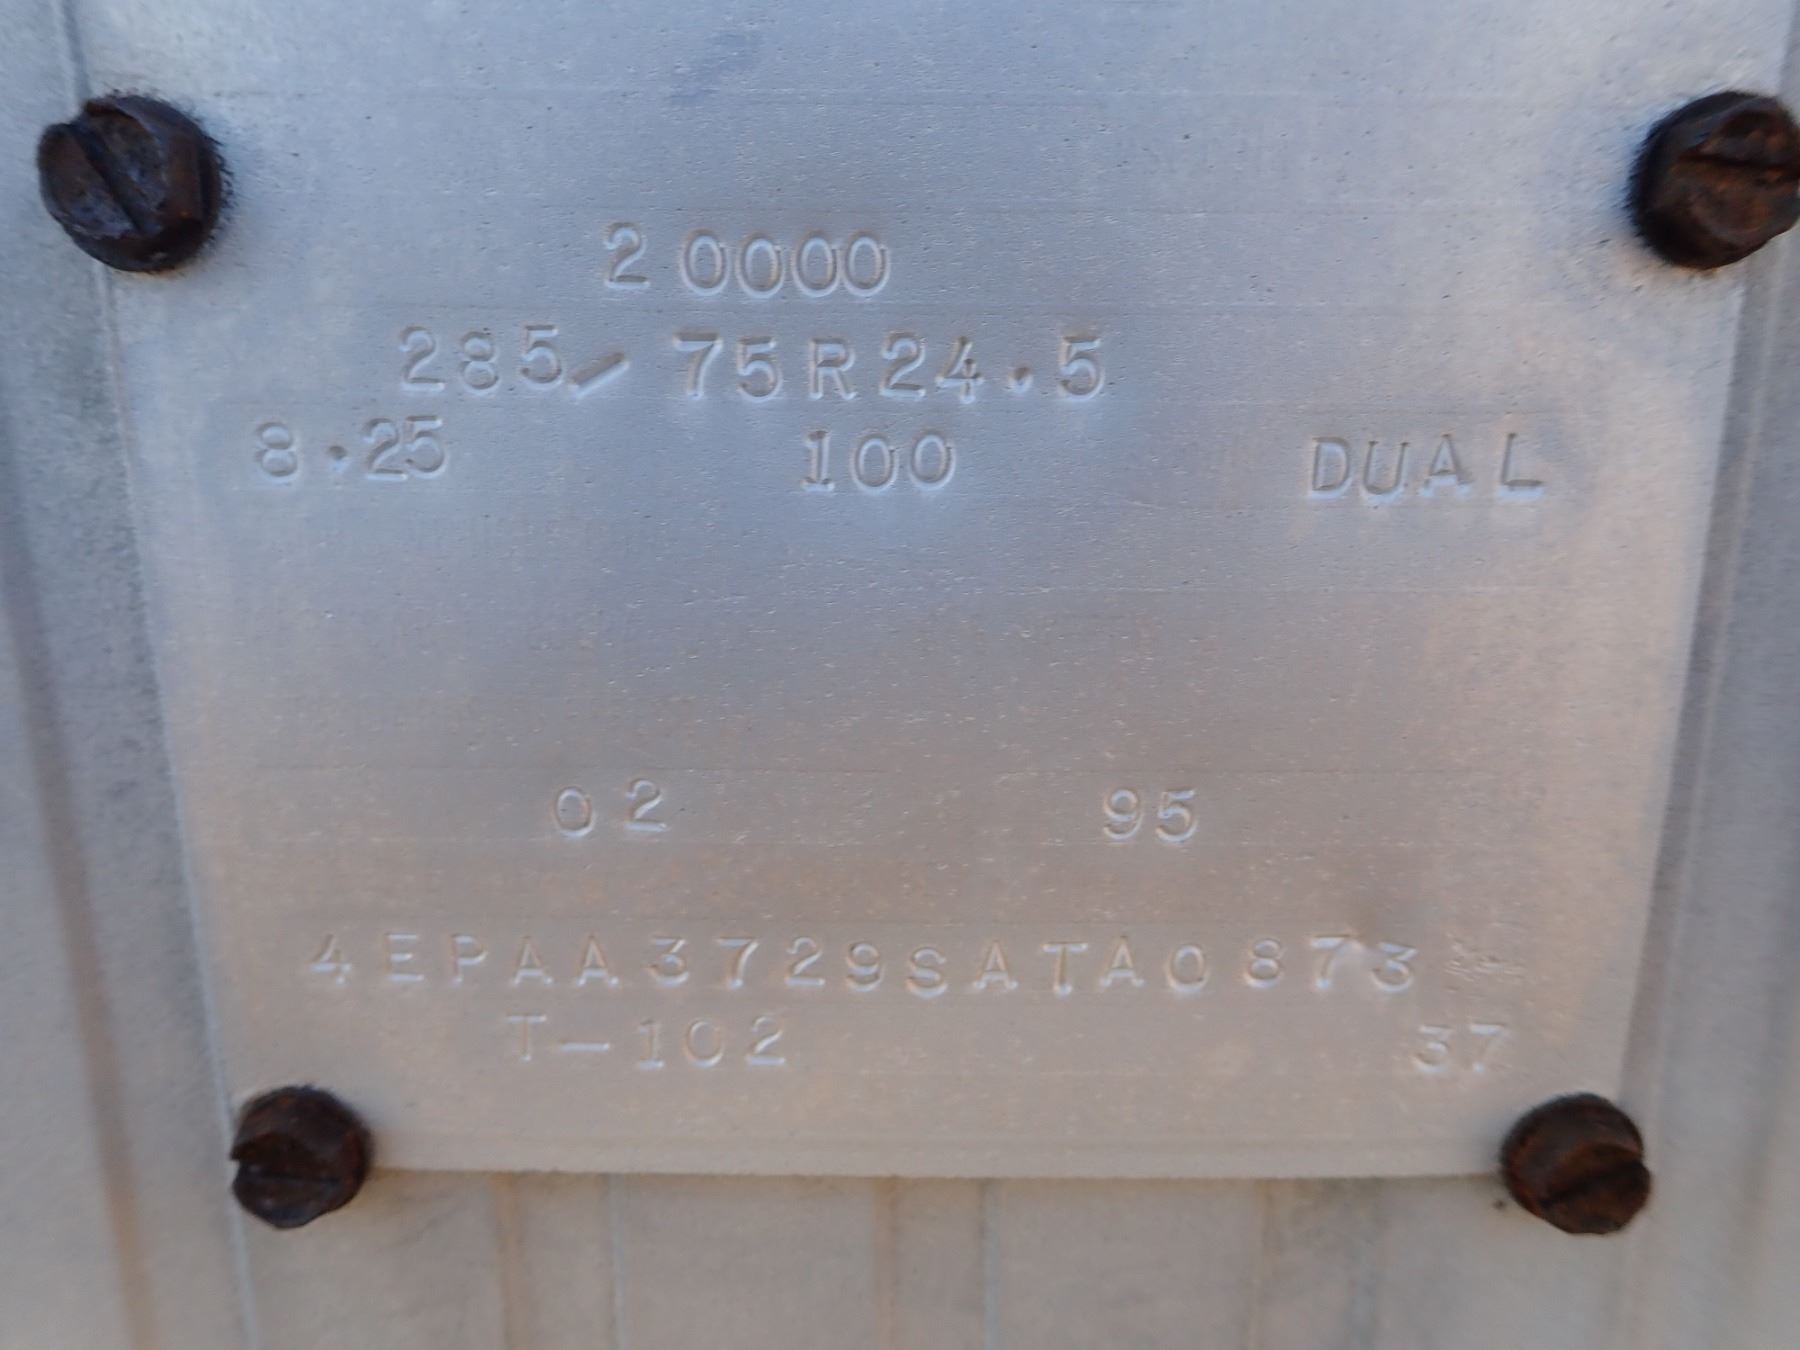 20000
285/75R24.5
8.25 100 DUAL
02 95
4EPAA3729SATA0873
T-102 37